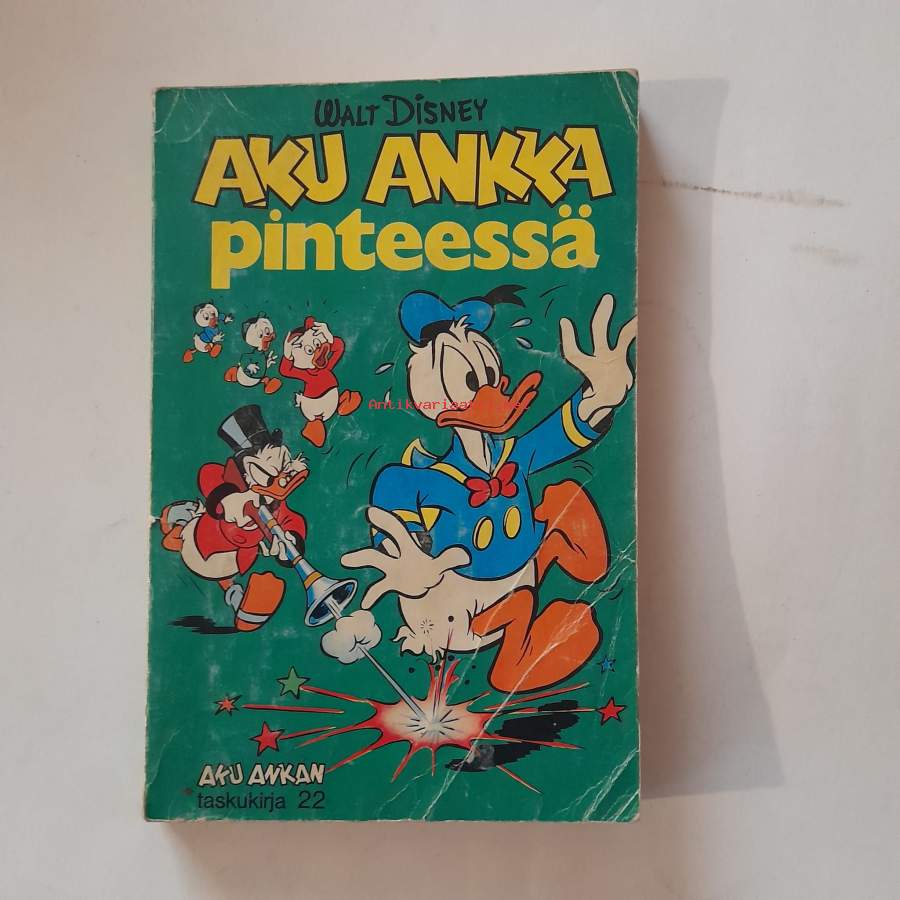 WALT DISNEY
AKU ANKKA
pinteessä
AKU ANKAN
taskukirja 22